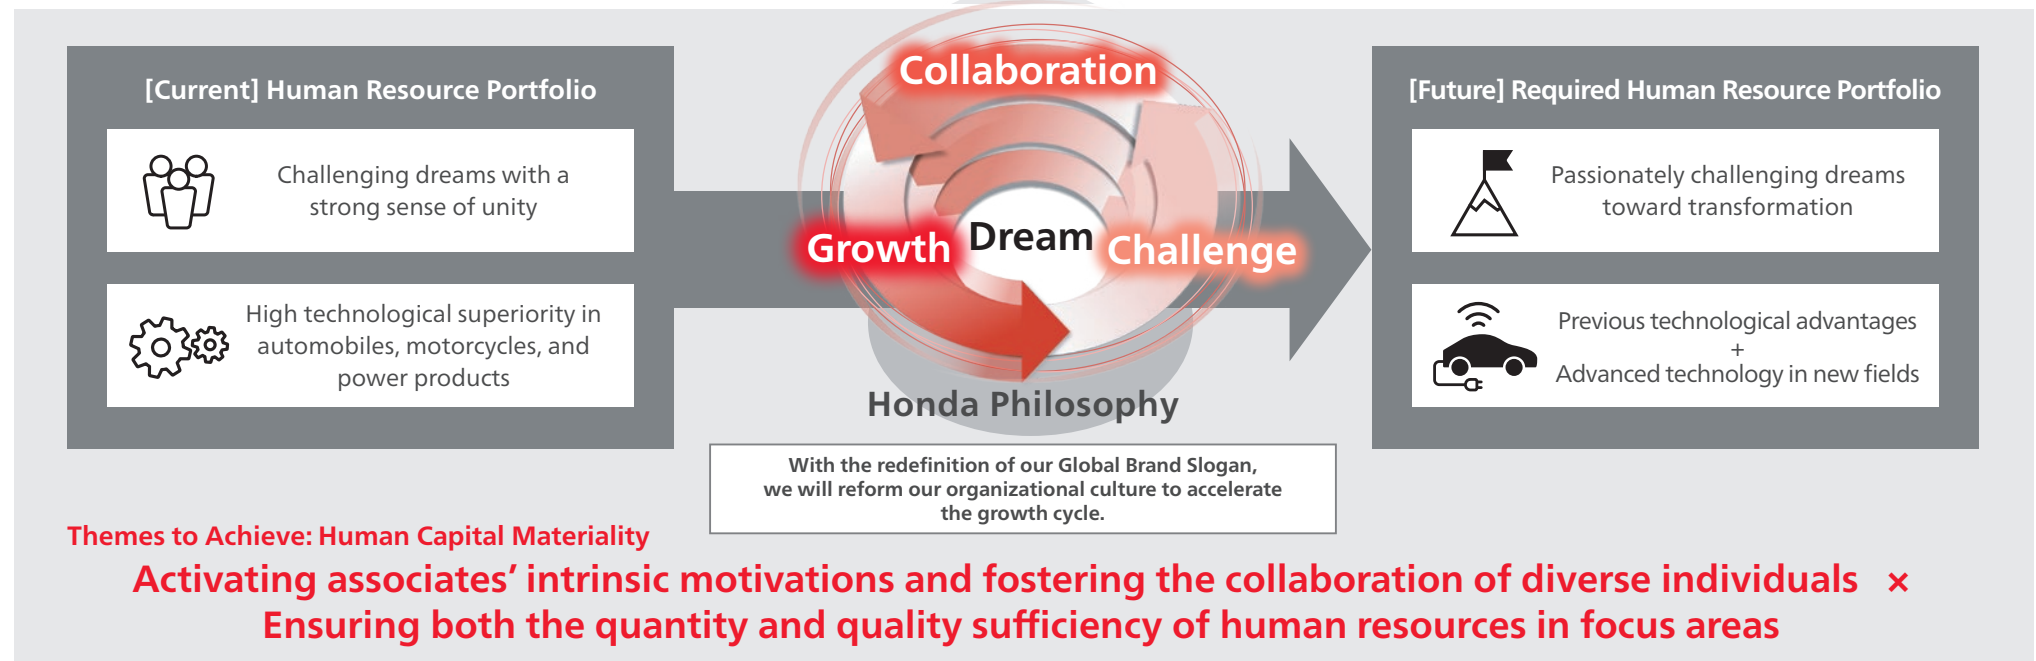 [Current] Human Resource Portfolio
Challenging dreams with a
strong sense of unity
High technological superiority in
automobiles, motorcycles, and
power products
Collaboration
Growth
Dream
Challenge
Honda Philosophy
With the redefinition of our Global Brand Slogan,
we will reform our organizational culture to accelerate
the growth cycle.
[Future] Required Human Resource Portfolio
Passionately challenging dreams
toward transformation
Previous technological advantages
+
Advanced technology in new fields
Themes to Achieve: Human Capital Materiality
Activating associates’ intrinsic motivations and fostering the collaboration of diverse individuals ×
Ensuring both the quantity and quality sufficiency of human resources in focus areas